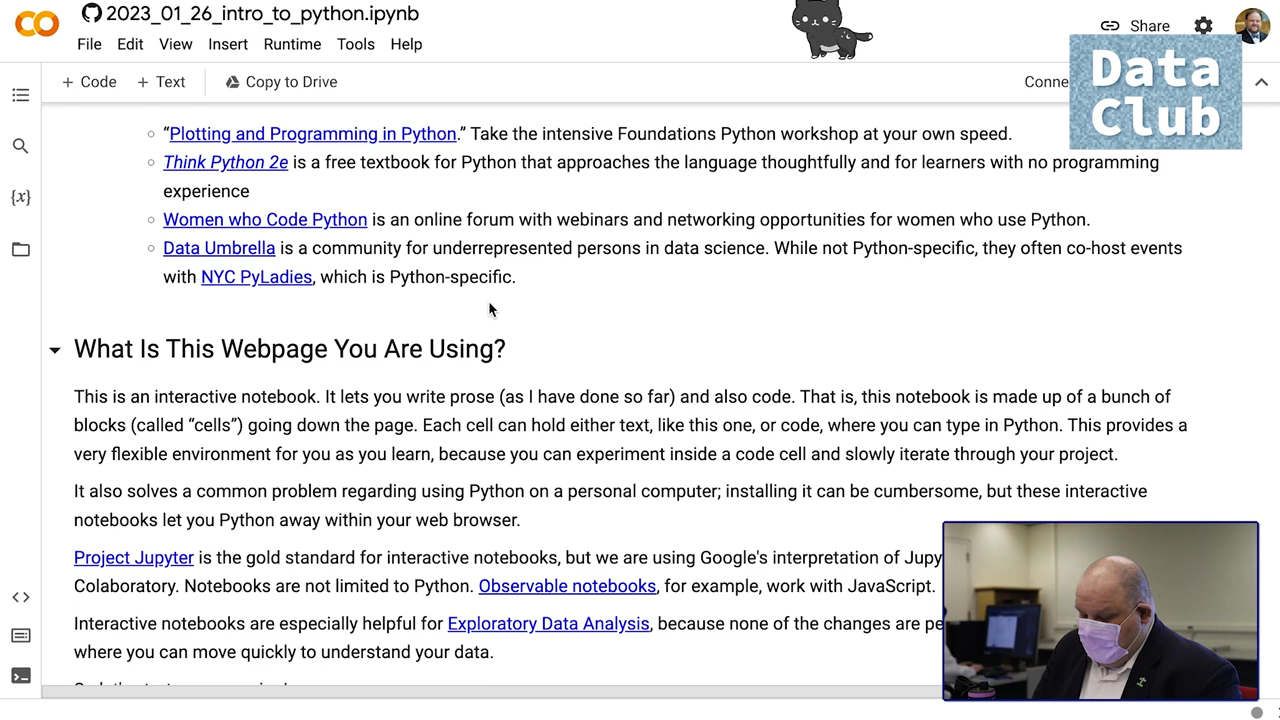 2023_01_26_intro_to_python.ipynb
Share
File Edit View Insert Runtime Tools Help
Data
Club
+ Code + Text Copy to Drive
“Plotting and Programming in Python.” Take the intensive Foundations Python workshop at your own speed.
Think Python 2e is a free textbook for Python that approaches the language thoughtfully and for learners with no programming
experience
{x}
Women who Code Python is an online forum with webinars and networking opportunities for women who use Python.
Data Umbrella is a community for underrepresented persons in data science. While not Python-specific, they often co-host events
with NYC PyLadies, which is Python-specific.
What Is This Webpage You Are Using?
This is an interactive notebook. It lets you write prose (as I have done so far) and also code. That is, this notebook is made up of a bunch of
blocks (called “cells”) going down the page. Each cell can hold either text, like this one, or code, where you can type in Python. This provides a
very flexible environment for you as you learn, because you can experiment inside a code cell and slowly iterate through your project.
It also solves a common problem regarding using Python on a personal computer; installing it can be cumbersome, but these interactive
notebooks let you Python away within your web browser.
Project Jupyter is the gold standard for interactive notebooks, but we are using Google's interpretation of
Colaboratory. Notebooks are not limited to Python. Observable notebooks, for example, work with JavaScript.
Interactive notebooks are especially helpful for Exploratory Data Analysis, because none of the changes are
where you can move quickly to understand your data.